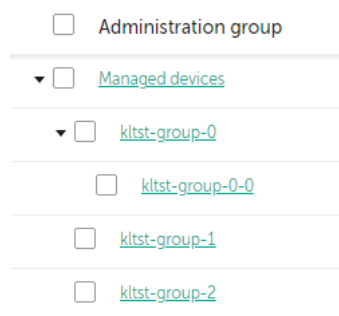 Administration group
Managed devices
kltst-group-0
kltst-group-0-0
kltst-group-1
kltst-group-2